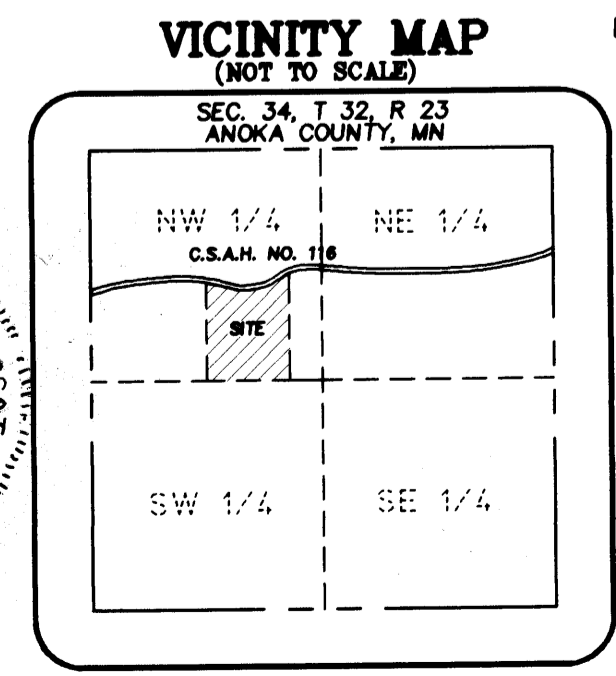 VICINITY MAP
(NOT TO SCALE)
SEC. 34, T 32, R 23
ANOKA COUNTY, MN
NW 1/4
NE 1/4
C.S.A.H. NO. 116
SITE
SW 1/4
SE 1/4